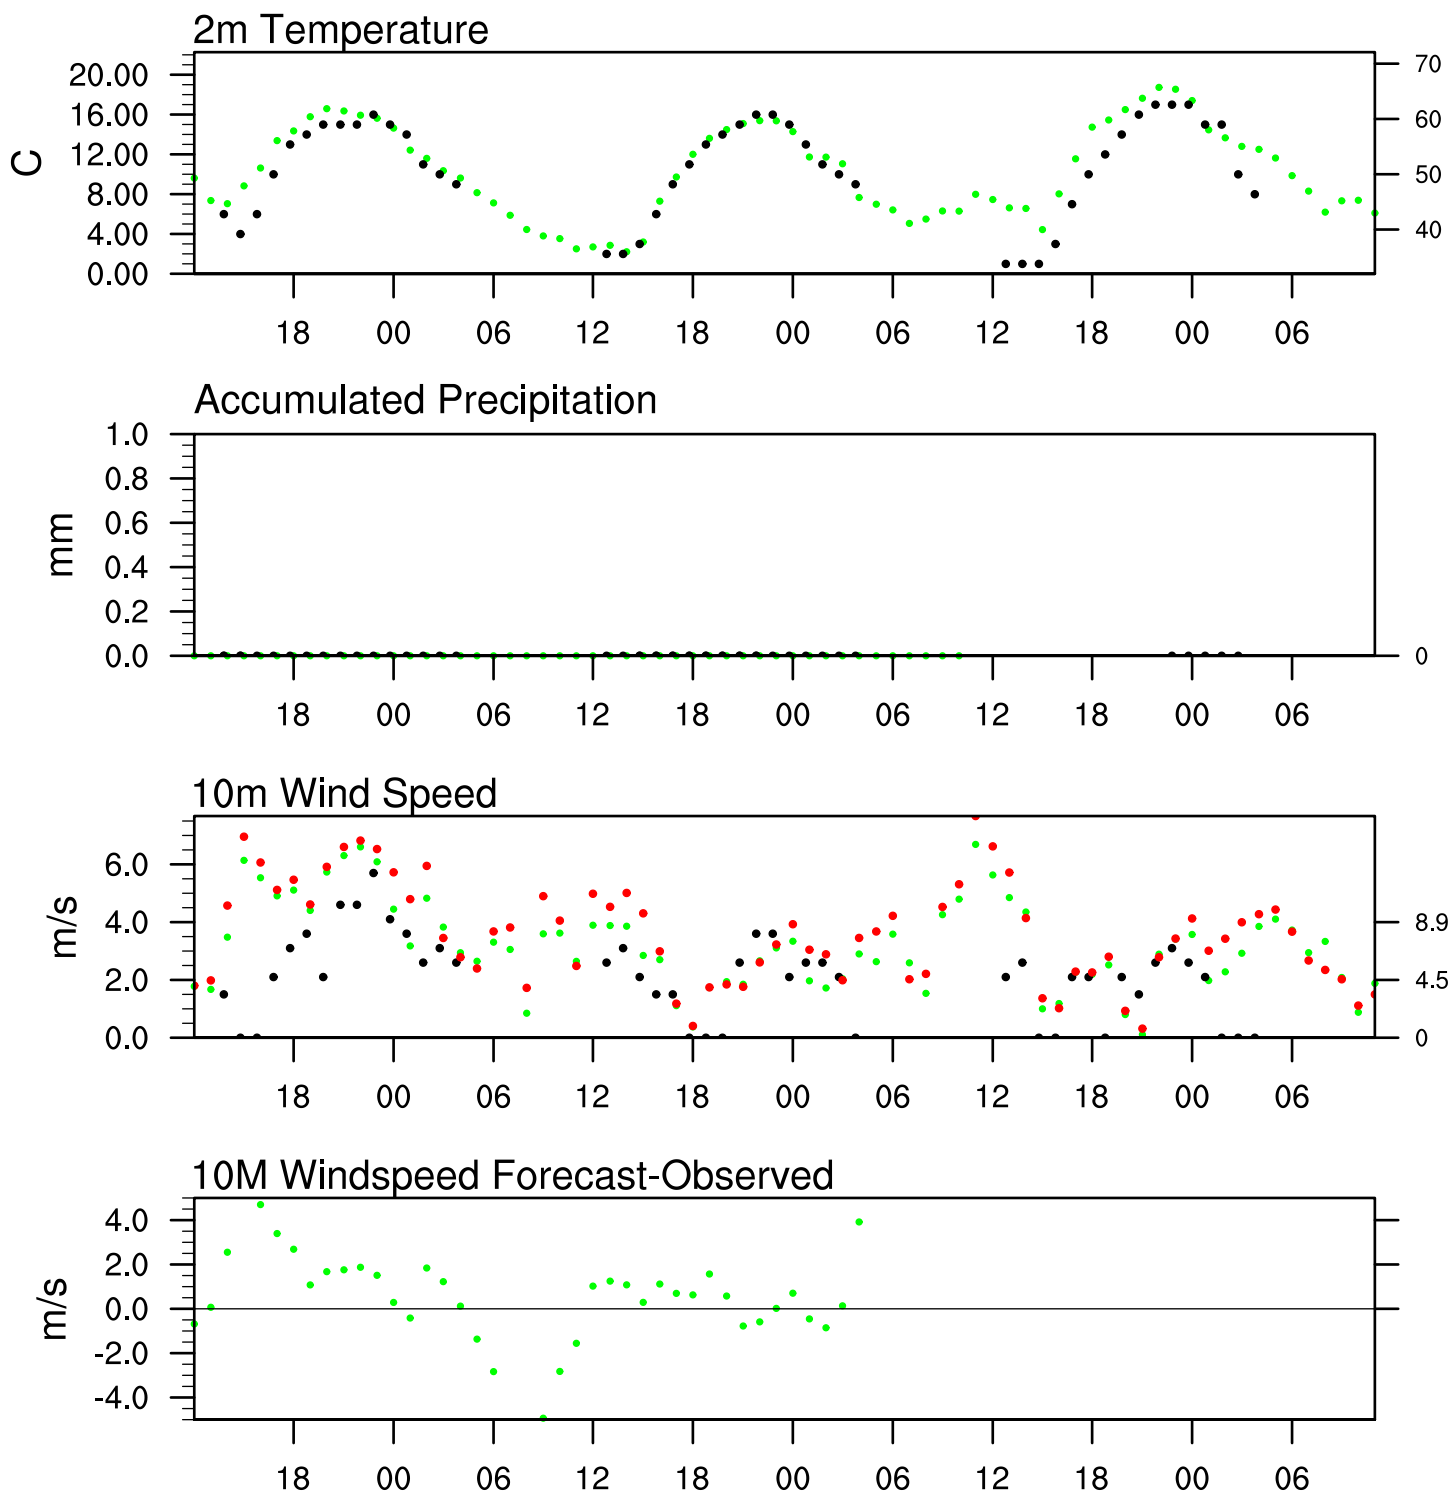 2m Temperature
20.00
16.00
12.00
8.00
4.00
0.00
C
70
60
50
40
18 00 06 12 18 00 06 12 18 00 06
Accumulated Precipitation
1.0
0.8
0.6
0.4
0.2
0.0
mm
0
18 00 06 12 18 00 06 12 18 00 06
10m Wind Speed
6.0
4.0
2.0
0.0
m/s
8.9
4.5
0
18 00 06 12 18 00 06 12 18 00 06
10M Windspeed Forecast-Observed
4.0
2.0
0.0
-2.0
-4.0
m/s
18 00 06 12 18 00 06 12 18 00 06